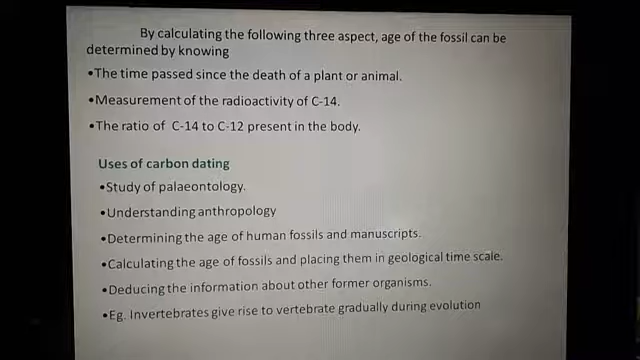 By calculating the following three aspect, age of the fossil can be
determined by knowing
•The time passed since the death of a plant or animal.
•Measurement of the radioactivity of C-14.
•The ratio of C-14 to C-12 present in the body.
Uses of carbon dating
•Study of palaeontology.
•Understanding anthropology
•Determining the age of human fossils and manuscripts.
•Calculating the age of fossils and placing them in geological time scale.
•Deducing the information about other former organisms.
•Eg. Invertebrates give rise to vertebrate gradually during evolution